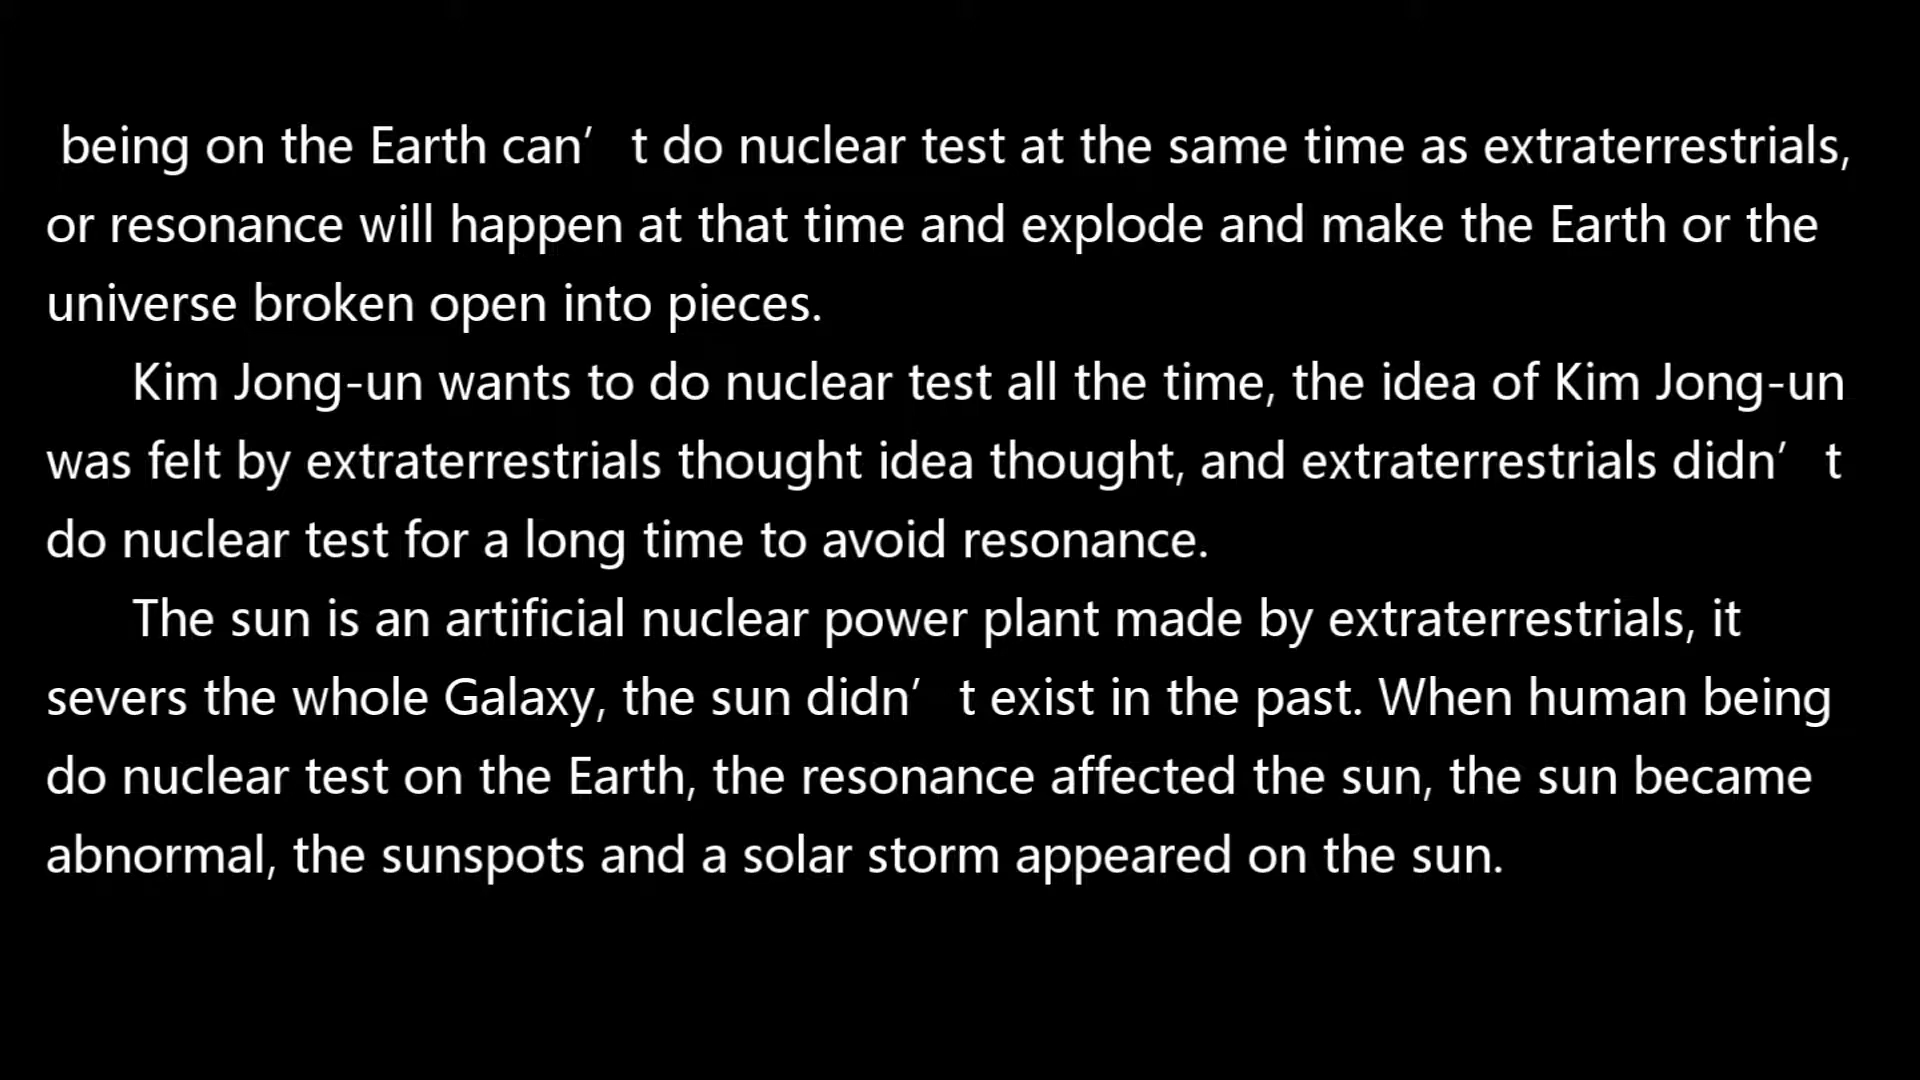 being on the Earth can’t do nuclear test at the same time as extraterrestrials,
or resonance will happen at that time and explode and make the Earth or the
universe broken open into pieces.
Kim Jong-un wants to do nuclear test all the time, the idea of Kim Jong-un
was felt by extraterrestrials thought idea thought, and extraterrestrials didn’t
do nuclear test for a long time to avoid resonance.
The sun is an artificial nuclear power plant made by extraterrestrials, it
severs the whole Galaxy, the sun didn’t exist in the past. When human being
do nuclear test on the Earth, the resonance affected the sun, the sun became
abnormal, the sunspots and a solar storm appeared on the sun.